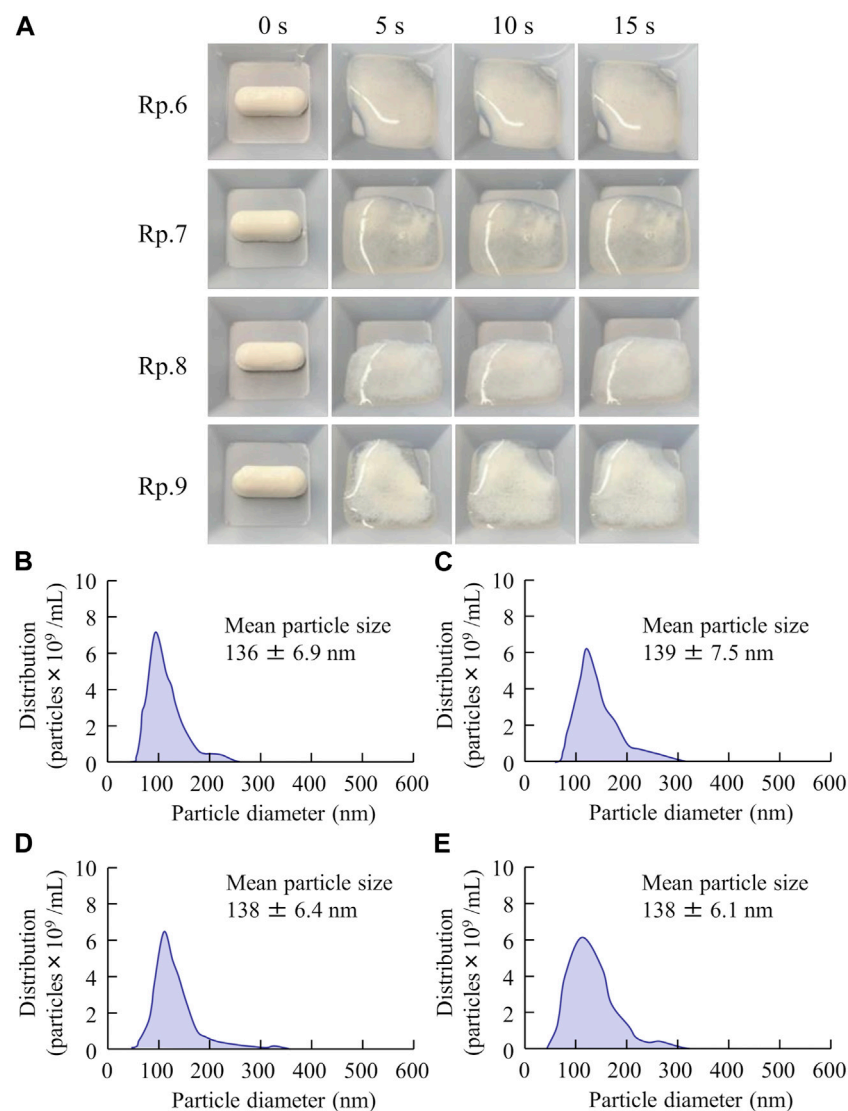 A
0 s 5 s 10 s 15 s
Rp.6
Rp.7
Rp.8
Rp.9
B
Distribution
(particles × 10⁹ /mL)
10
8
6
4
2
0
Mean particle size
136 ± 6.9 nm
0 100 200 300 400 500 600
Particle diameter (nm)
C
Distribution
(particles × 10⁹ /mL)
10
8
6
4
2
0
Mean particle size
139 ± 7.5 nm
0 100 200 300 400 500 600
Particle diameter (nm)
D
Distribution
(particles × 10⁹ /mL)
10
8
6
4
2
0
Mean particle size
138 ± 6.4 nm
0 100 200 300 400 500 600
Particle diameter (nm)
E
Distribution
(particles × 10⁹ /mL)
10
8
6
4
2
0
Mean particle size
138 ± 6.1 nm
0 100 200 300 400 500 600
Particle diameter (nm)